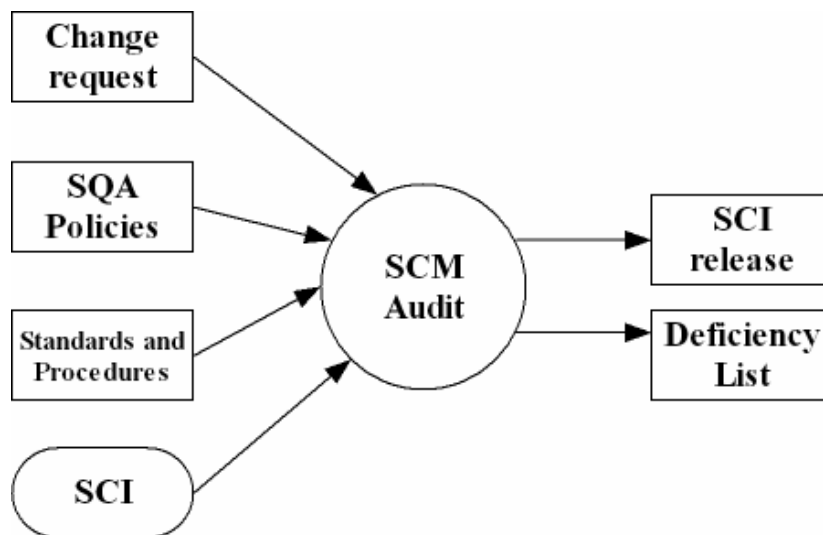 Change
request
SQA
Policies
Standards and
Procedures
SCI
SCM
Audit
SCI
release
Deficiency
List